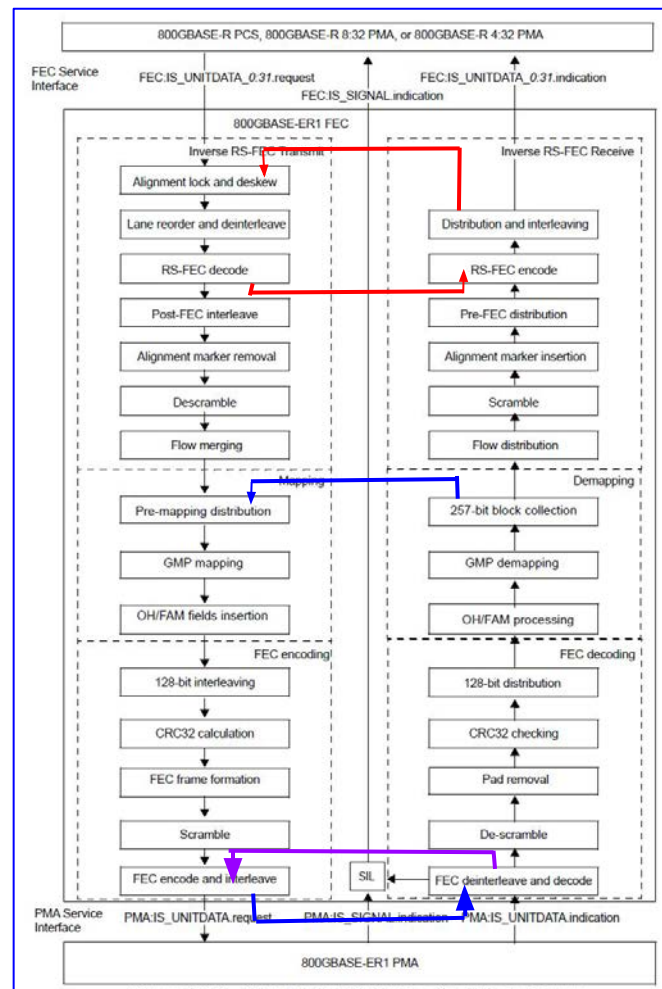 800GBASE-R PCS, 800GBASE-R 8:32 PMA, or 800GBASE-R 4:32 PMA
FEC Service
Interface
FEC:IS_UNITDATA_0:31.request
FEC:IS_UNITDATA_0:31.indication
FEC:IS_SIGNAL.indication
800GBASE-ER1 FEC
Inverse RS-FEC Transmit
Inverse RS-FEC Receive
Alignment lock and deskew
Lane reorder and deinterleave
Distribution and interleaving
RS-FEC decode
RS-FEC encode
Post-FEC interleave
Pre-FEC distribution
Alignment marker removal
Alignment marker insertion
Descramble
Scramble
Flow merging
Flow distribution
Mapping
Demapping
Pre-mapping distribution
257-bit block collection
GMP mapping
GMP demapping
OH/FAM fields insertion
OH/FAM processing
FEC encoding
FEC decoding
128-bit interleaving
128-bit distribution
CRC32 calculation
CRC32 checking
FEC frame formation
Pad removal
Scramble
De-scramble
FEC encode and interleave
SIL
FEC deinterleave and decode
PMA Service
Interface
PMA:IS_UNITDATA.request
PMA:IS_SIGNAL.indication
PMA:IS_UNITDATA.indication
800GBASE-ER1 PMA